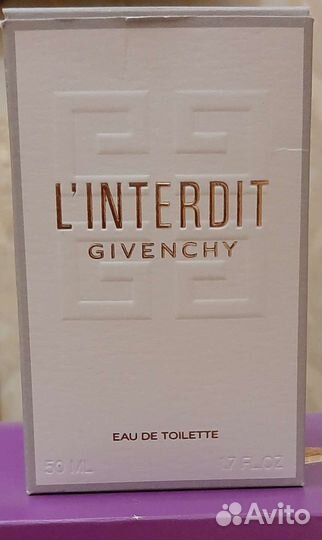 L'INTERDIT
GIVENCHY
EAU DE TOILETTE
50 ML 1.7 FL.OZ
Avito